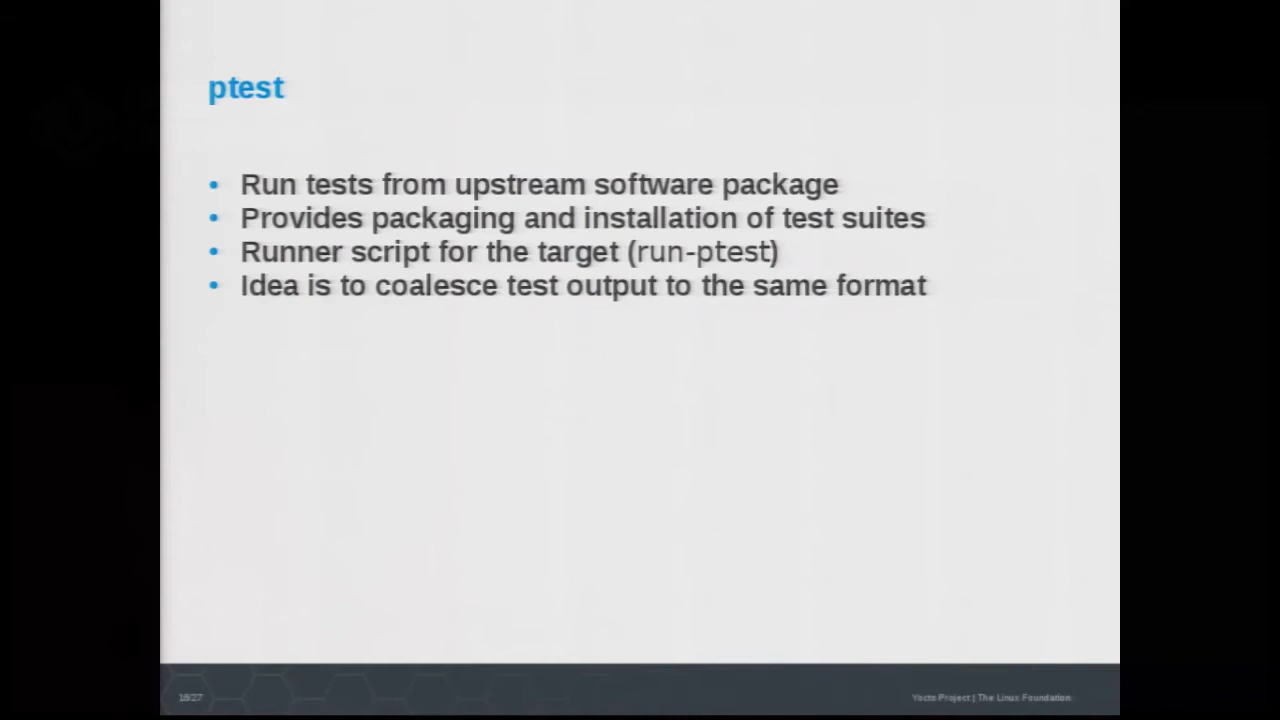 ptest
• Run tests from upstream software package
• Provides packaging and installation of test suites
• Runner script for the target (run-ptest)
• Idea is to coalesce test output to the same format
Yocto Project | The Linux Foundation